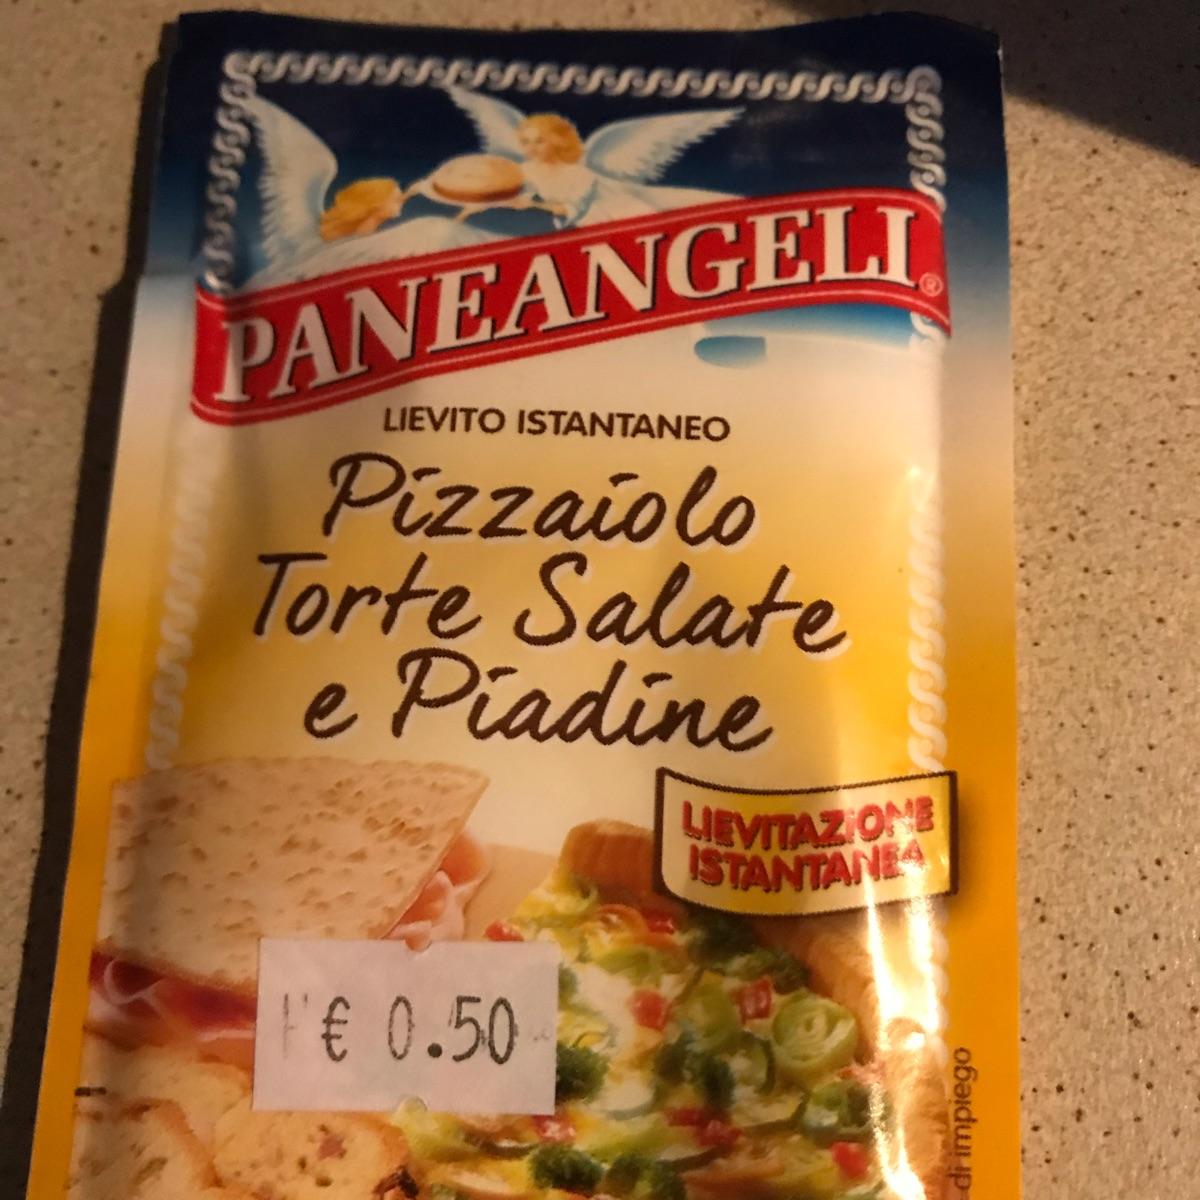 PANEANGELI®
LIEVITO ISTANTANEO
Pizzaiolo
Torte Salate
e Piadine
LIEVITAZIONE
ISTANTANEA
€ 0.50
di impiego